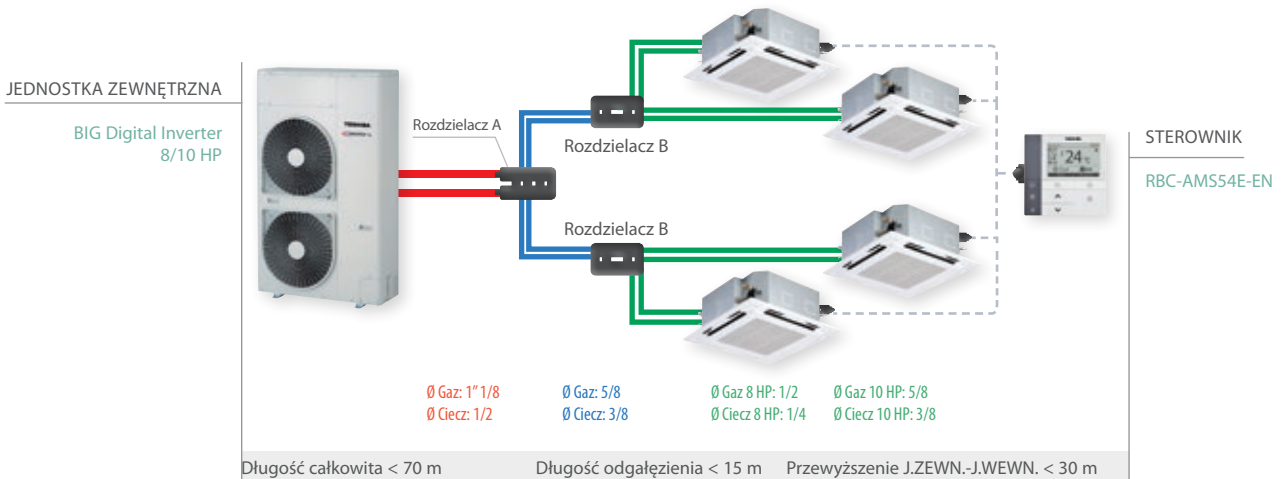 JEDNOSTKA ZEWNĘTRZNA
BIG Digital Inverter
8/10 HP
Rozdzielacz A
Rozdzielacz B
Rozdzielacz B
TOSHIBA
24
STEROWNIK
RBC-AMS54E-EN
Ø Gaz: 1” 1/8
Ø Ciecz: 1/2
Ø Gaz: 5/8
Ø Ciecz: 3/8
Ø Gaz 8 HP: 1/2
Ø Ciecz 8 HP: 1/4
Ø Gaz 10 HP: 5/8
Ø Ciecz 10 HP: 3/8
Długość całkowita < 70 m
Długość odgałęzienia < 15 m
Przewyższenie J.ZEWN.-J.WEWN. < 30 m